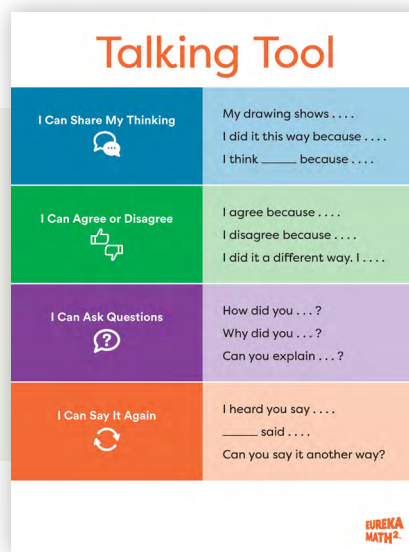 Talking Tool
I Can Share My Thinking
My drawing shows . . . .
I did it this way because . . . .
I think _____ because . . . .
I Can Agree or Disagree
I agree because . . . .
I disagree because . . . .
I did it a different way. I . . . .
I Can Ask Questions
?
How did you . . . ?
Why did you . . . ?
Can you explain . . . ?
I Can Say It Again
I heard you say . . . .
_____ said . . . .
Can you say it another way?
EUREKA
MATH²